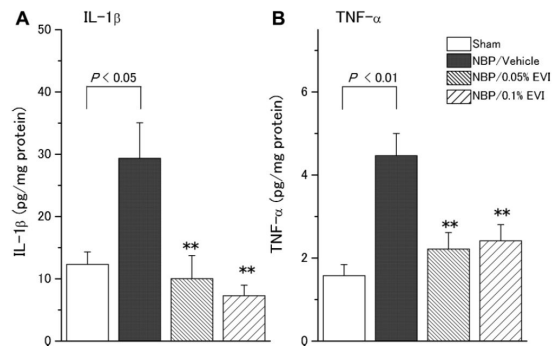 A
IL-1β
IL-1β (pg/mg protein)
50
40
30
20
10
0
P < 0.05
**
**
B
TNF-α
TNF-α (pg/mg protein)
6
4
2
0
P < 0.01
**
**
Sham
NBP/Vehicle
NBP/0.05% EVI
NBP/0.1% EVI